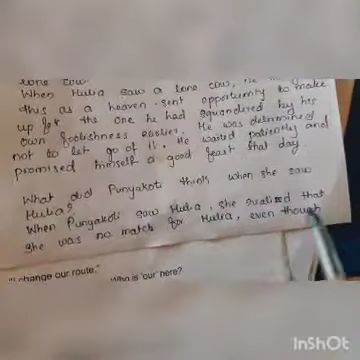 lone cow.
When Hulia saw a lone cow, he
this as a heaven-sent opportunity to make
up for the one he had squandered by his
own foolishness earlier. He was determined
not to let go of it. He waited patiently and
promised himself a good feast that day.
What did Punyakoti think when she saw
Hulia?
When Punyakoti saw Hulia, she realized that
she was no match for Hulia, even though
change our route."
Who is 'our' here?
InShOt